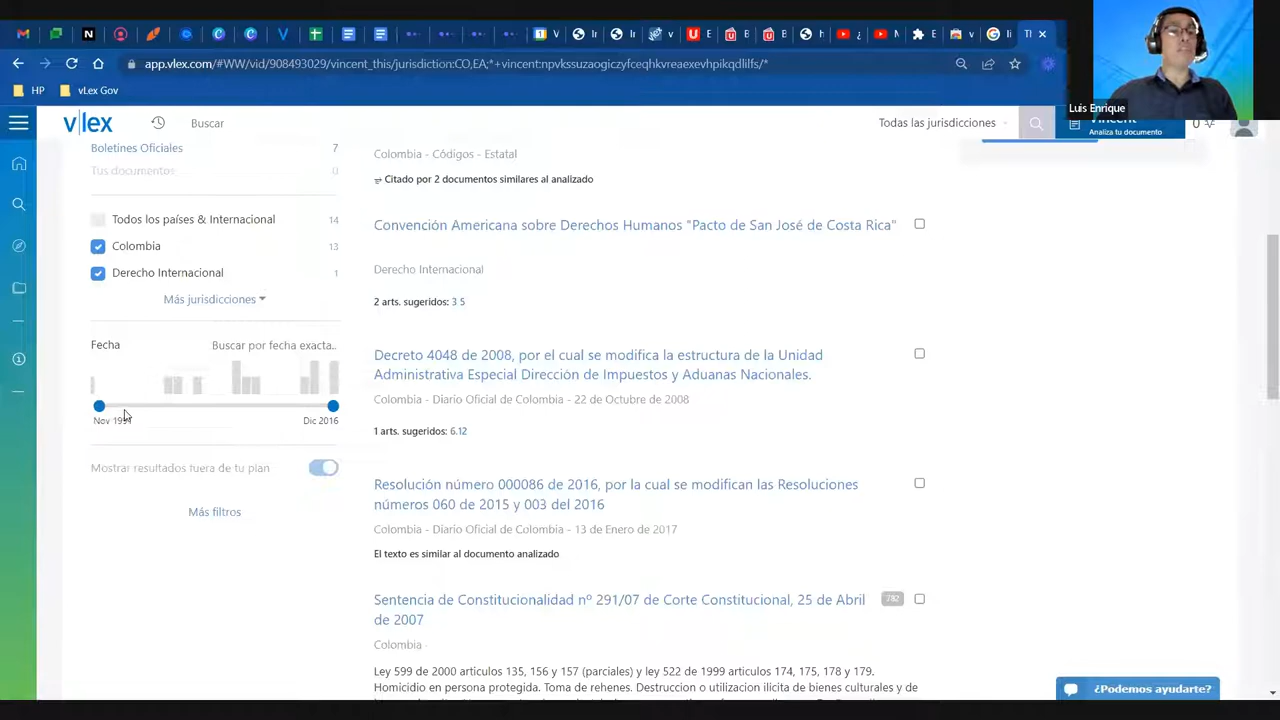 app.vlex.com/#WW/vid/908493029/vincent_this/jurisdiction:CO,EA;*+vincent:npvkssuzaogiczyfceqhkvreaexevhpikqdlilfs/*
HP
vLex Gov
Luis Enrique
v|lex
Buscar
Todas las jurisdicciones
Vincent
Analiza tu documento
0
Boletines Oficiales 7
Tus documentos:
Todos los países & Internacional 14
Colombia 13
Derecho Internacional 1
Más jurisdicciones
Fecha
Buscar por fecha exacta..
Nov 1991
Dic 2016
Mostrar resultados fuera de tu plan
Más filtros
Colombia - Códigos - Estatal
Citado por 2 documentos similares al analizado
Convención Americana sobre Derechos Humanos "Pacto de San José de Costa Rica"
Derecho Internacional
2 arts. sugeridos: 3 5
Decreto 4048 de 2008, por el cual se modifica la estructura de la Unidad
Administrativa Especial Dirección de Impuestos y Aduanas Nacionales.
Colombia - Diario Oficial de Colombia - 22 de Octubre de 2008
1 arts. sugeridos: 6.12
Resolución número 000086 de 2016, por la cual se modifican las Resoluciones
números 060 de 2015 y 003 del 2016
Colombia - Diario Oficial de Colombia - 13 de Enero de 2017
El texto es similar al documento analizado
Sentencia de Constitucionalidad nº 291/07 de Corte Constitucional, 25 de Abril
de 2007
782
Colombia -
Ley 599 de 2000 articulos 135, 156 y 157 (parciales) y ley 522 de 1999 articulos 174, 175, 178 y 179.
Homicidio en persona protegida. Toma de rehenes. Destruccion o utilizacion ilicita de bienes culturales y de
¿Podemos ayudarte?